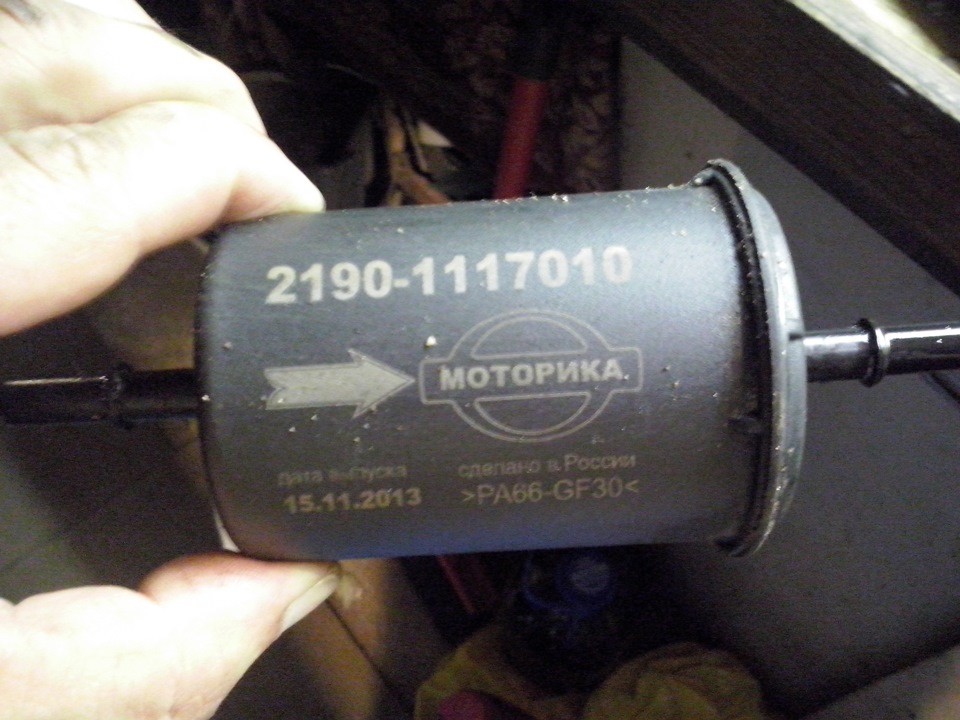 2190-1117010
МОТОРИКА
дата выпуска
15.11.2013
сделано в России
>PA66-GF30<